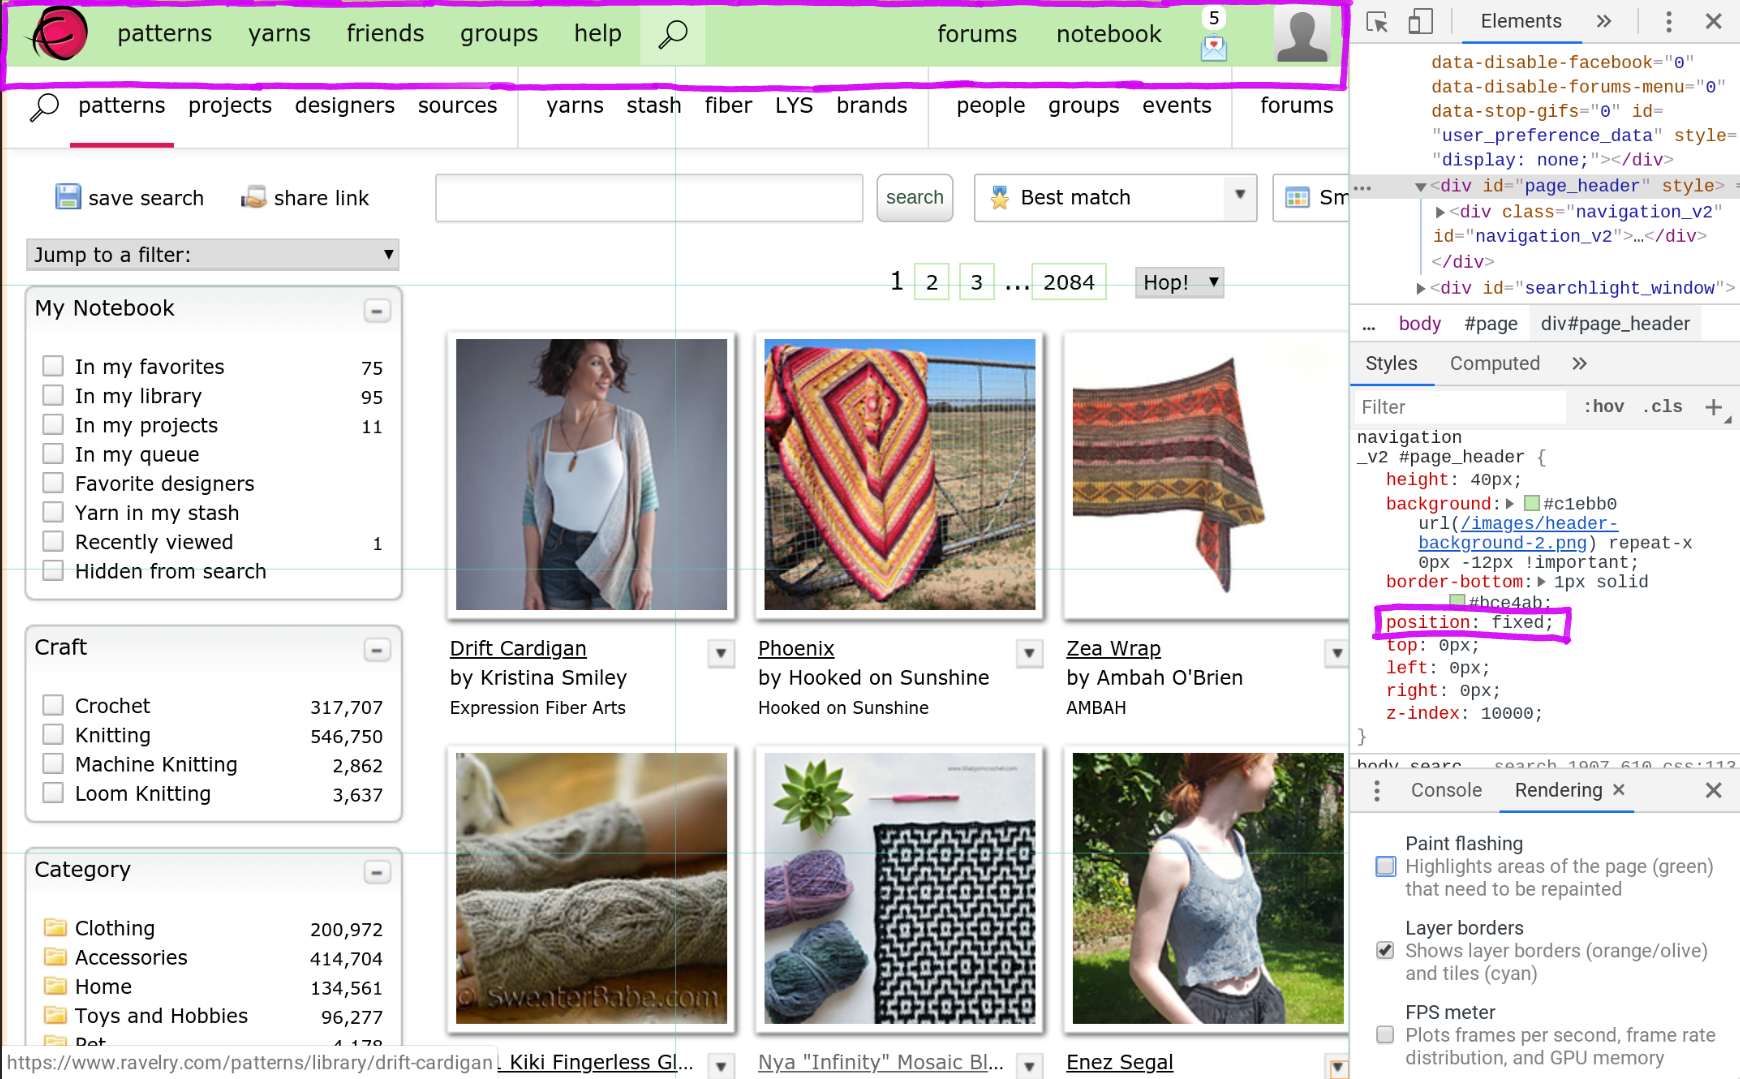 patterns yarns friends groups help forums notebook 5
patterns projects designers sources yarns stash fiber LYS brands people groups events forums
save search share link search Best match Sm
Jump to a filter:
1 2 3 ... 2084 Hop!
My Notebook
In my favorites 75
In my library 95
In my projects 11
In my queue
Favorite designers
Yarn in my stash
Recently viewed 1
Hidden from search
Craft
Crochet 317,707
Knitting 546,750
Machine Knitting 2,862
Loom Knitting 3,637
Category
Clothing 200,972
Accessories 414,704
Home 134,561
Toys and Hobbies 96,277
Pet 4,178
https://www.ravelry.com/patterns/library/drift-cardigan
Drift Cardigan
by Kristina Smiley
Expression Fiber Arts
Phoenix
by Hooked on Sunshine
Hooked on Sunshine
Zea Wrap
by Ambah O'Brien
AMBAH
© SweaterBabe.com
Kiki Fingerless Gl...
Nya "Infinity" Mosaic Bl...
Enez Segal
Elements
data-disable-facebook="0"
data-disable-forums-menu="0"
data-stop-gifs="0" id=
"user_preference_data" style=
"display: none;"></div>
... ▼<div id="page_header" style> =
▶<div class="navigation_v2"
id="navigation_v2">…</div>
</div>
▶<div id="searchlight_window">
... body #page div#page_header
Styles Computed »
Filter :hov .cls +
navigation
_v2 #page_header {
height: 40px;
background:▶ #c1ebb0
url(/images/header-
background-2.png) repeat-x
0px -12px !important;
border-bottom:▶ 1px solid
#bce4ab;
position: fixed;
top: 0px;
left: 0px;
right: 0px;
z-index: 10000;
}
body.searc search.1907.610.css:113
Console Rendering ×
Paint flashing
Highlights areas of the page (green)
that need to be repainted
Layer borders
Shows layer borders (orange/olive)
and tiles (cyan)
FPS meter
Plots frames per second, frame rate
distribution, and GPU memory